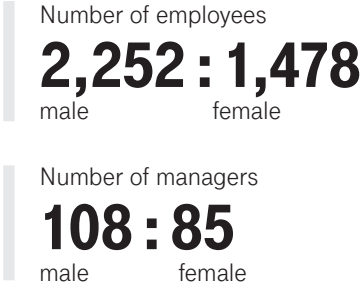 Number of employees
2,252 : 1,478
male female
Number of managers
108 : 85
male female